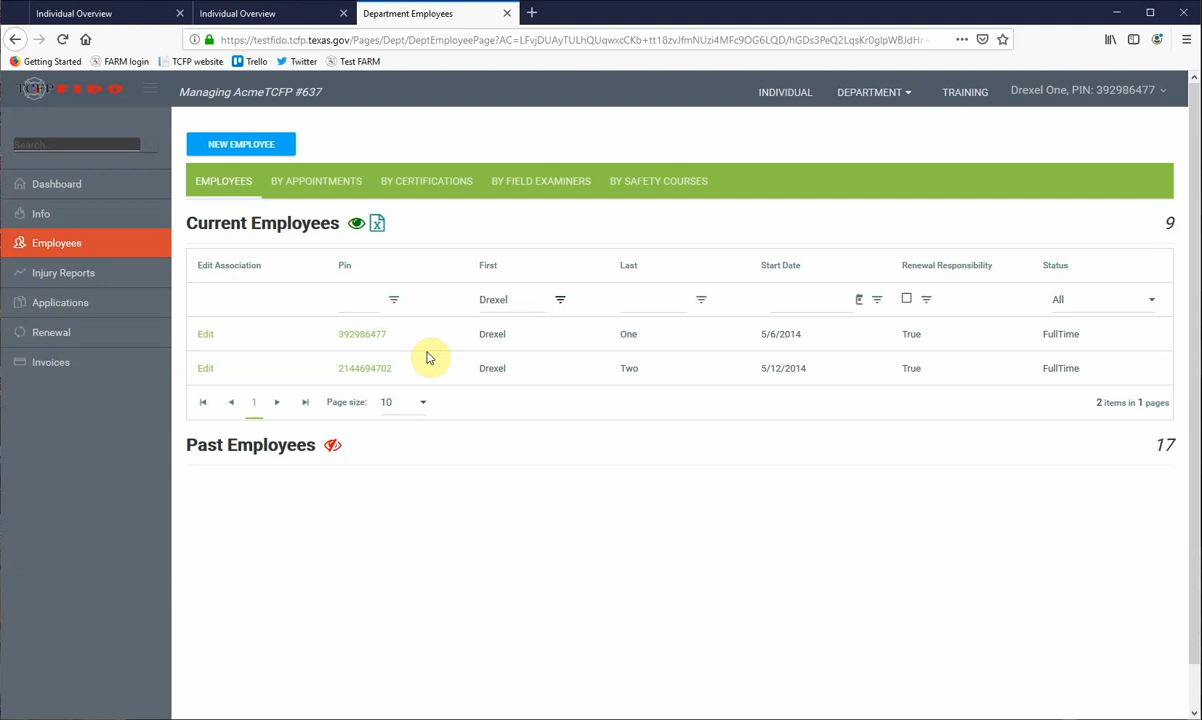 Individual Overview
Individual Overview
Department Employees
https://testfido.tcfp.texas.gov/Pages/Dept/DeptEmployeePage?AC=LFvjDUAyTULhQUqwxcCKb+tt18zvJfmNUzi4MFc9OG6LQD/hGDs3PeQ2LqsKr0glpWBJdHr
Getting Started FARM login TCFP website Trello Twitter Test FARM
TCFP FIDO
Managing AcmeTCFP #637
INDIVIDUAL DEPARTMENT TRAINING Drexel One, PIN: 392986477
Search...
Dashboard
Info
Employees
Injury Reports
Applications
Renewal
Invoices
NEW EMPLOYEE
EMPLOYEES BY APPOINTMENTS BY CERTIFICATIONS BY FIELD EXAMINERS BY SAFETY COURSES
Current Employees 9
Edit Association Pin First Last Start Date Renewal Responsibility Status
Drexel All
Edit 392986477 Drexel One 5/6/2014 True FullTime
Edit 2144694702 Drexel Two 5/12/2014 True FullTime
1 Page size: 10 2 items in 1 pages
Past Employees 17